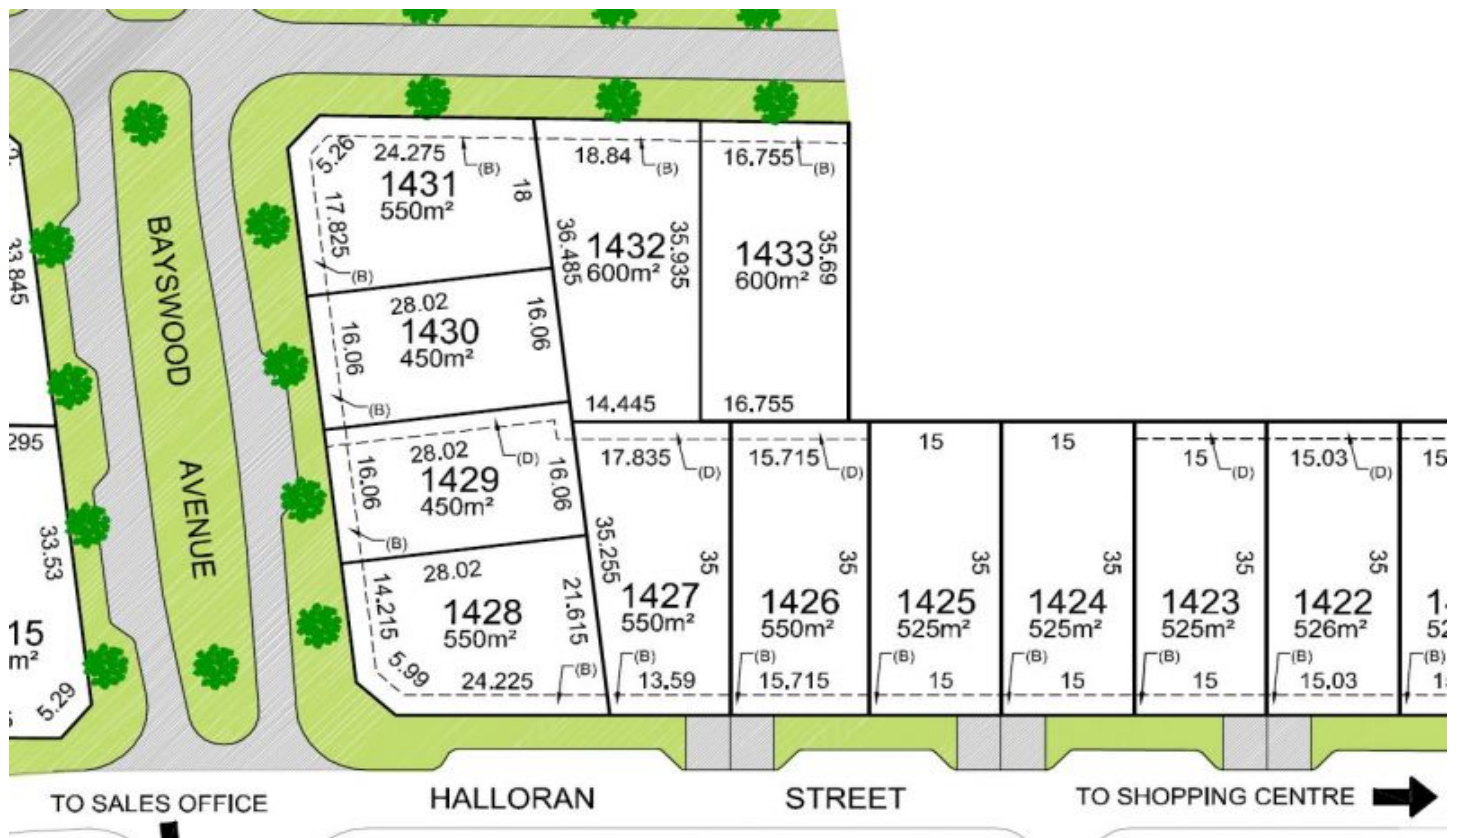 5.26
24.275
(B)
1431
550m²
18
17.825
(B)
18.84
(B)
36.485
1432
600m²
35.935
14.445
16.755
(B)
1433
600m²
35.69
16.755
28.02
1430
450m²
16.06
16.06
(B)
28.02
(D)
1429
450m²
16.06
16.06
(B)
28.02
1428
550m²
14.215
21.615
5.99
24.225
(B)
17.835
(D)
35.255
35
1427
550m²
(B)
13.59
15.715
(D)
35
1426
550m²
(B)
15.715
15
35
1425
525m²
(B)
15
15
35
1424
525m²
(B)
15
15
(D)
35
1423
525m²
(B)
15
15.03
(D)
35
1422
526m²
(B)
15.03
15
(B)
33.845
295
33.53
15
m²
5.29
BAYSWOOD
AVENUE
TO SALES OFFICE
HALLORAN STREET
TO SHOPPING CENTRE